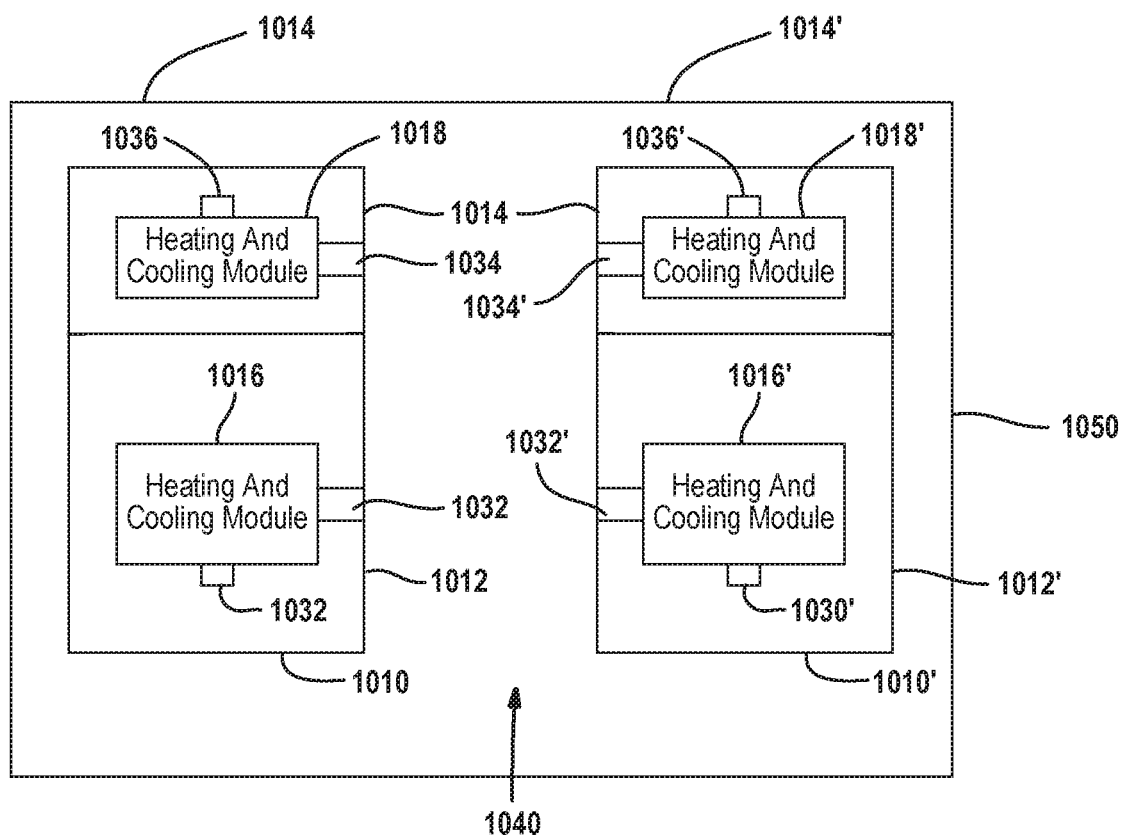 1014 1014'
1036 1018 1036' 1018'
1014
Heating And Heating And
Cooling Module Cooling Module
1034
1034'
1016 1016'
1050
1032'
Heating And Heating And
Cooling Module Cooling Module
1032
1012 1012'
1032 1030'
1010 1010'
1040